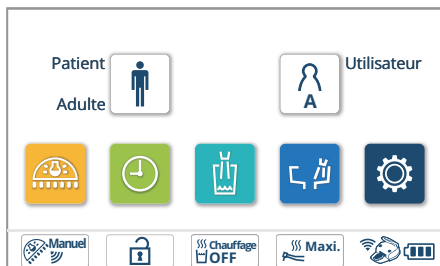 Patient
Utilisateur
Adulte
A
Manuel
Chauffage
OFF
Maxi.